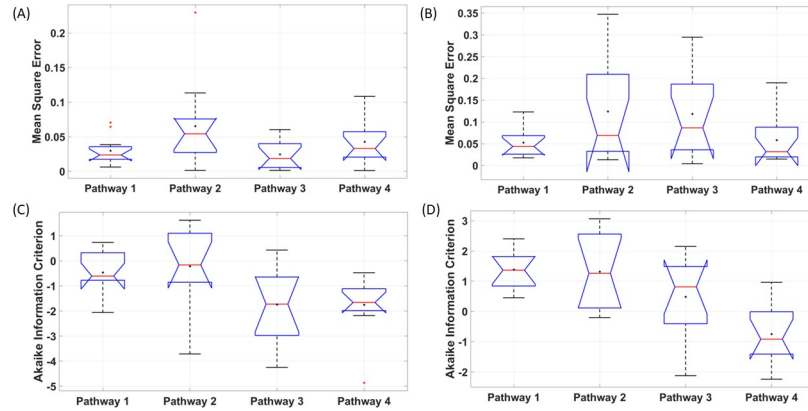 (A)
Mean Square Error
0.2
0.15
0.1
0.05
0
Pathway 1 Pathway 2 Pathway 3 Pathway 4
(B)
Mean Square Error
0.35
0.3
0.25
0.2
0.15
0.1
0.05
0
Pathway 1 Pathway 2 Pathway 3 Pathway 4
(C)
Akaike Information Criterion
1
0
-1
-2
-3
-4
-5
Pathway 1 Pathway 2 Pathway 3 Pathway 4
(D)
Akaike Information Criterion
3
2
1
0
-1
-2
Pathway 1 Pathway 2 Pathway 3 Pathway 4